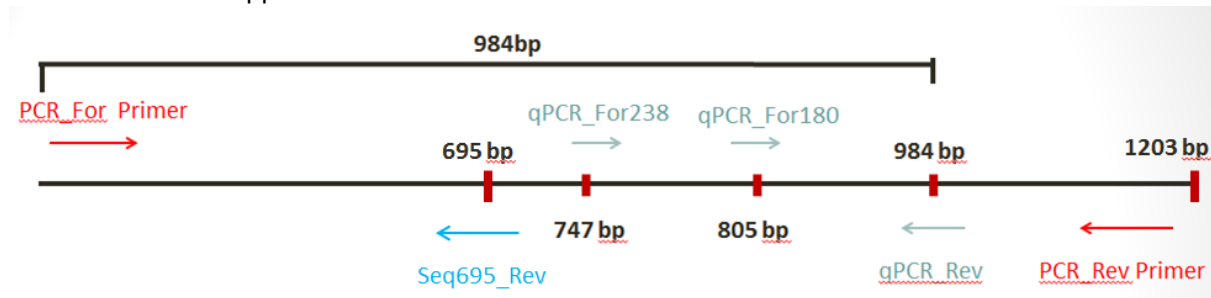 984bp
PCR_For Primer
qPCR_For238
qPCR_For180
695 bp
984 bp
1203 bp
747 bp
805 bp
Seq695_Rev
qPCR_Rev
PCR_Rev Primer